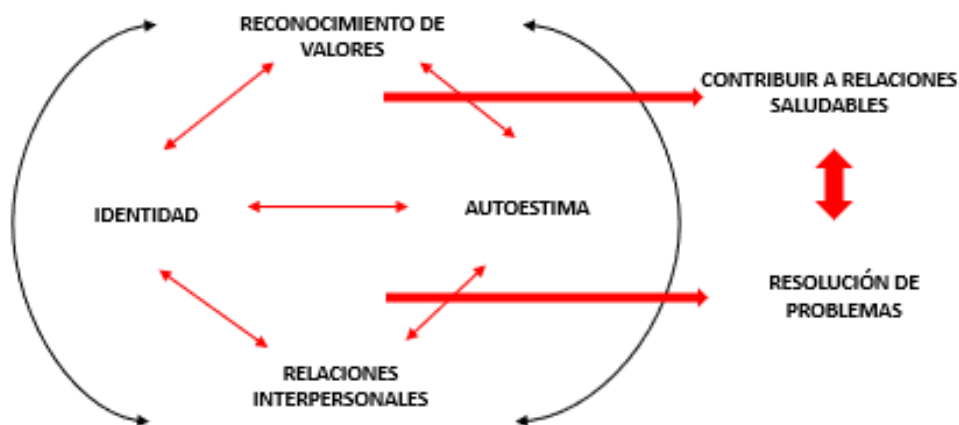 RECONOCIMIENTO DE
VALORES
CONTRIBUIR A RELACIONES
SALUDABLES
IDENTIDAD
AUTOESTIMA
RESOLUCIÓN DE
PROBLEMAS
RELACIONES
INTERPERSONALES